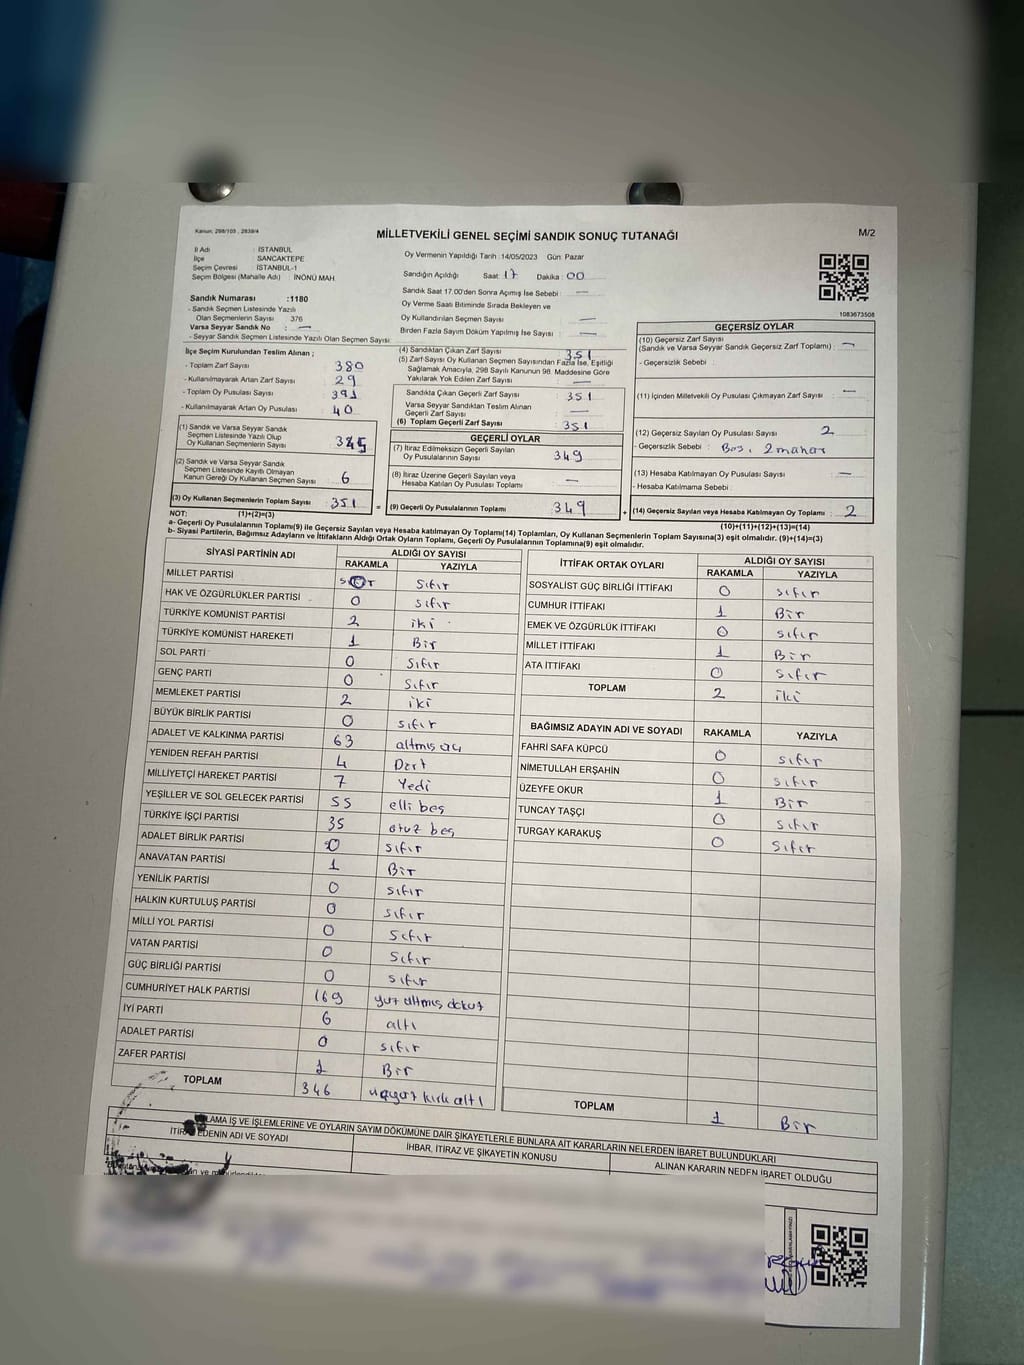 Kanun; 298/105 , 2839/4
MİLLETVEKİLİ GENEL SEÇİMİ SANDIK SONUÇ TUTANAĞI
M/2
İl Adı : İSTANBUL
İlçe : SANCAKTEPE
Seçim Çevresi : İSTANBUL-1
Seçim Bölgesi (Mahalle Adı) : İNÖNÜ MAH.
Oy Vermenin Yapıldığı Tarih :14/05/2023 Gün: Pazar
Sandığın Açıldığı Saat: 17 Dakika : 00
Sandık Saat 17.00'den Sonra Açımış İse Sebebi : —
Oy Verme Saati Bitiminde Sırada Bekleyen ve
Oy Kullandırılan Seçmen Sayısı : —
Birden Fazla Sayım Döküm Yapılmış İse Sayısı : —
1083673508
Sandık Numarası :1180
- Sandık Seçmen Listesinde Yazılı
Olan Seçmenlerin Sayısı : 376
Varsa Seyyar Sandık No : —
- Seyyar Sandık Seçmen Listesinde Yazılı Olan Seçmen Sayısı:
İlçe Seçim Kurulundan Teslim Alınan ;
- Toplam Zarf Sayısı : 380
- Kullanılmayarak Artan Zarf Sayısı : 29
- Toplam Oy Pusulası Sayısı : 391
- Kullanılmayarak Artan Oy Pusulası : 40
(1) Sandık ve Varsa Seyyar Sandık
Seçmen Listesinde Yazılı Olup
Oy Kullanan Seçmenlerin Sayısı : 345
(2) Sandık ve Varsa Seyyar Sandık
Seçmen Listesinde Kayıtlı Olmayan
Kanun Gereği Oy Kullanan Seçmen Sayısı : 6
(3) Oy Kullanan Seçmenlerin Toplam Sayısı : 351
(4) Sandıktan Çıkan Zarf Sayısı : 351
(5) Zarf Sayısı Oy Kullanan Seçmen Sayısından Fazla İse, Eşitliği
Sağlamak Amacıyla, 298 Sayılı Kanunun 98. Maddesine Göre
Yakılarak Yok Edilen Zarf Sayısı : —
Sandıkta Çıkan Geçerli Zarf Sayısı : 351
Varsa Seyyar Sandıktan Teslim Alınan
Geçerli Zarf Sayısı : —
(6) Toplam Geçerli Zarf Sayısı : 351
GEÇERLİ OYLAR
(7) İtiraz Edilmeksizin Geçerli Sayılan
Oy Pusulalarının Sayısı : 349
(8) İtiraz Üzerine Geçerli Sayılan veya
Hesaba Katılan Oy Pusulası Toplamı : —
= (9) Geçerli Oy Pusulalarının Toplamı : 349
GEÇERSİZ OYLAR
(10) Geçersiz Zarf Sayısı
(Sandık ve Varsa Seyyar Sandık Geçersiz Zarf Toplamı) : —
- Geçersizlik Sebebi :
(11) İçinden Milletvekili Oy Pusulası Çıkmayan Zarf Sayısı : —
(12) Geçersiz Sayılan Oy Pusulası Sayısı : 2
- Geçersizlik Sebebi : Boş,
(13) Hesaba Katılmayan Oy Pusulası Sayısı : —
- Hesaba Katılmama Sebebi :
+ (14) Geçersiz Sayılan veya Hesaba Katılmayan Oy Toplamı : 2
NOT: (1)+(2)=(3)
(10)+(11)+(12)+(13)=(14)
a- Geçerli Oy Pusulalarının Toplamı(9) ile Geçersiz Sayılan veya Hesaba katılmayan Oy Toplamı(14) Toplamları, Oy Kullanan Seçmenlerin Toplam Sayısına(3) eşit olmalıdır. (9)+(14)=(3)
b- Siyasi Partilerin, Bağımsız Adayların ve İttifakların Aldığı Ortak Oyların Toplamı, Geçerli Oy Pusulalarının Toplamına(9) eşit olmalıdır.
SİYASİ PARTİNİN ADI ALDIĞI OY SAYISI
RAKAMLA YAZIYLA
MİLLET PARTİSİ Sıfır
HAK VE ÖZGÜRLÜKLER PARTİSİ 0 sıfır
TÜRKİYE KOMÜNİST PARTİSİ 2 iki
TÜRKİYE KOMÜNİST HAREKETİ 1 Bir
SOL PARTİ 0 Sıfır
GENÇ PARTİ 0 Sıfır
MEMLEKET PARTİSİ 2 iki
BÜYÜK BİRLİK PARTİSİ 0 sıfır
ADALET VE KALKINMA PARTİSİ 63 altmış üç
YENİDEN REFAH PARTİSİ 4 Dört
MİLLİYETÇİ HAREKET PARTİSİ 7 Yedi
YEŞİLLER VE SOL GELECEK PARTİSİ 55 elli beş
TÜRKİYE İŞÇİ PARTİSİ 35 otuz beş
ADALET BİRLİK PARTİSİ 0 sıfır
ANAVATAN PARTİSİ 1 Bir
YENİLİK PARTİSİ 0 sıfır
HALKIN KURTULUŞ PARTİSİ 0 sıfır
MİLLİ YOL PARTİSİ 0 Sıfır
VATAN PARTİSİ 0 Sıfır
GÜÇ BİRLİĞİ PARTİSİ 0 sıfır
CUMHURİYET HALK PARTİSİ 169 yüz altmış dokuz
İYİ PARTİ 6 altı
ADALET PARTİSİ 0 sıfır
ZAFER PARTİSİ 1 Bir
TOPLAM 346 üçyüz kırk altı
İTTİFAK ORTAK OYLARI ALDIĞI OY SAYISI
RAKAMLA YAZIYLA
SOSYALİST GÜÇ BİRLİĞİ İTTİFAKI 0 sıfır
CUMHUR İTTİFAKI 1 Bir
EMEK VE ÖZGÜRLÜK İTTİFAKI 0 sıfır
MİLLET İTTİFAKI 1 Bir
ATA İTTİFAKI 0 Sıfır
TOPLAM 2 iki
BAĞIMSIZ ADAYIN ADI VE SOYADI RAKAMLA YAZIYLA
FAHRİ SAFA KÜPCÜ 0 sıfır
NİMETULLAH ERŞAHİN 0 sıfır
ÜZEYFE OKUR 1 Bir
TUNCAY TAŞÇI 0 sıfır
TURGAY KARAKUŞ 0 Sıfır
TOPLAM 1 Bir
LAMA İŞ VE İŞLEMLERİNE VE OYLARIN SAYIM DÖKÜMÜNE DAİR ŞİKAYETLERLE BUNLARA AİT KARARLARIN NELERDEN İBARET BULUNDUKLARI
İTİRAZ EDENİN ADI VE SOYADI
İHBAR, İTİRAZ VE ŞİKAYETİN KONUSU
ALINAN KARARIN NEDEN İBARET OLDUĞU